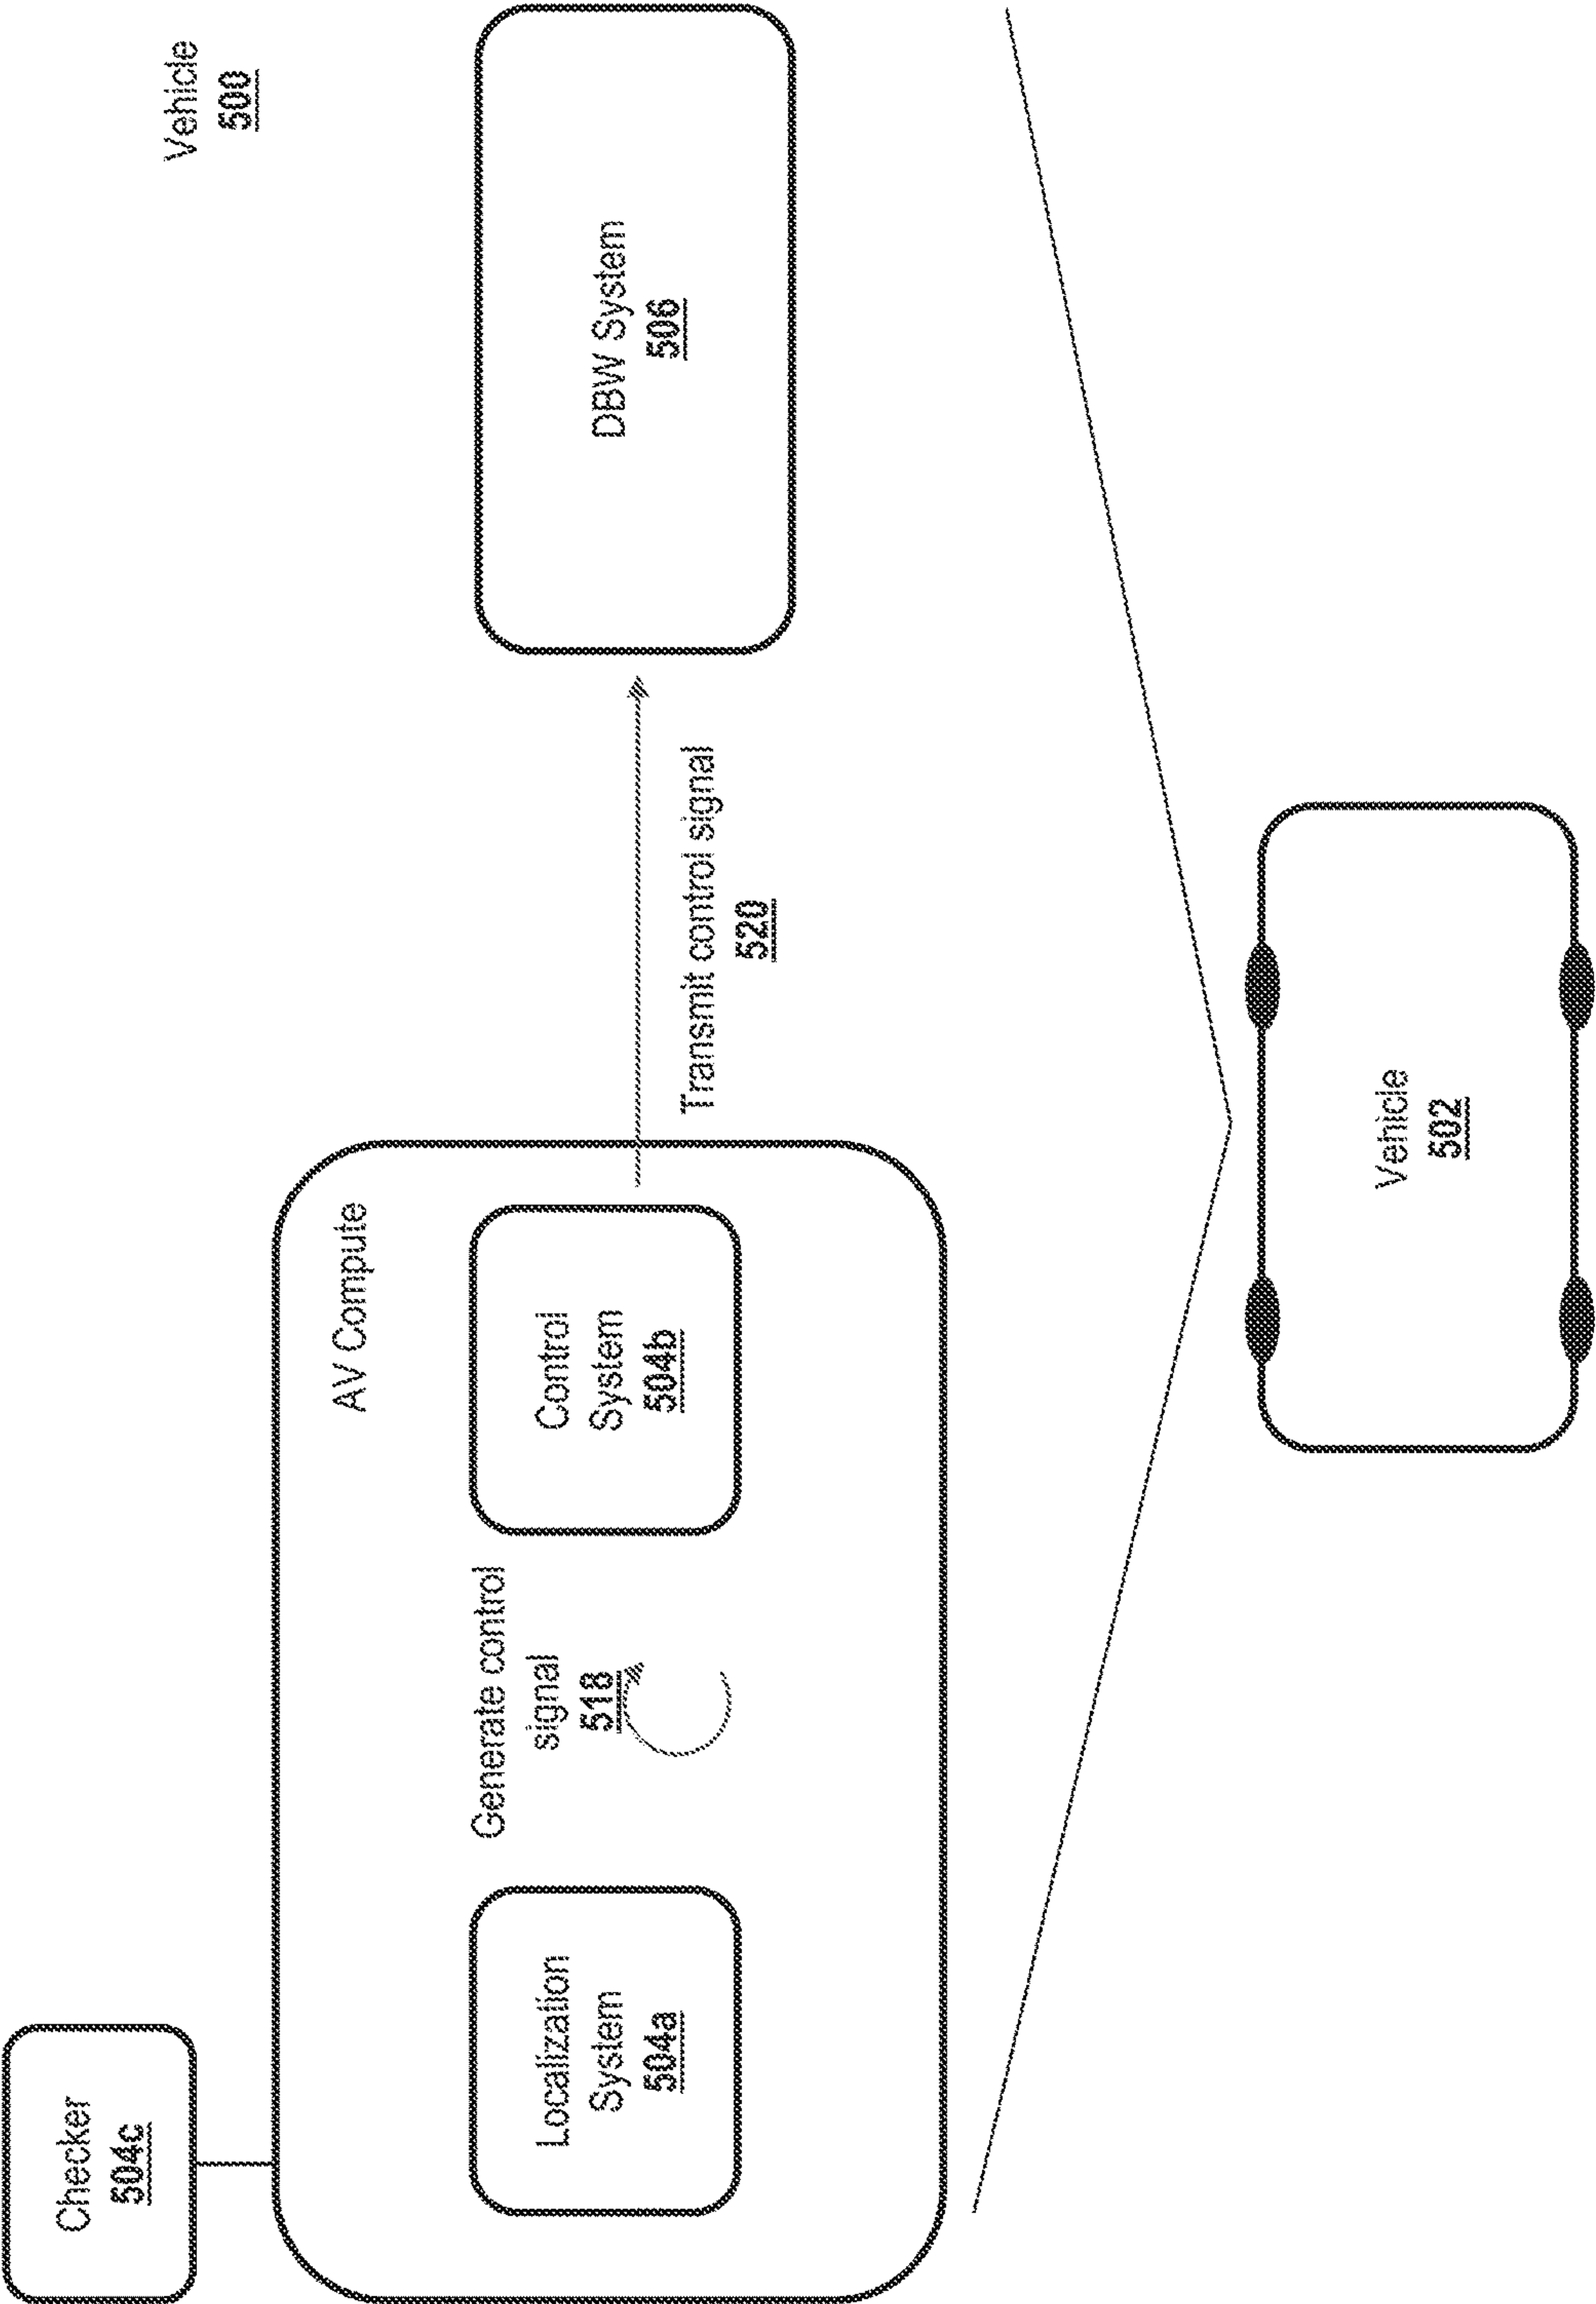 Vehicle
500
Checker
504c
AV Compute
Localization
System
504a
Generate control
signal
518
Control
System
504b
Transmit control signal
520
DBW System
506
Vehicle
502